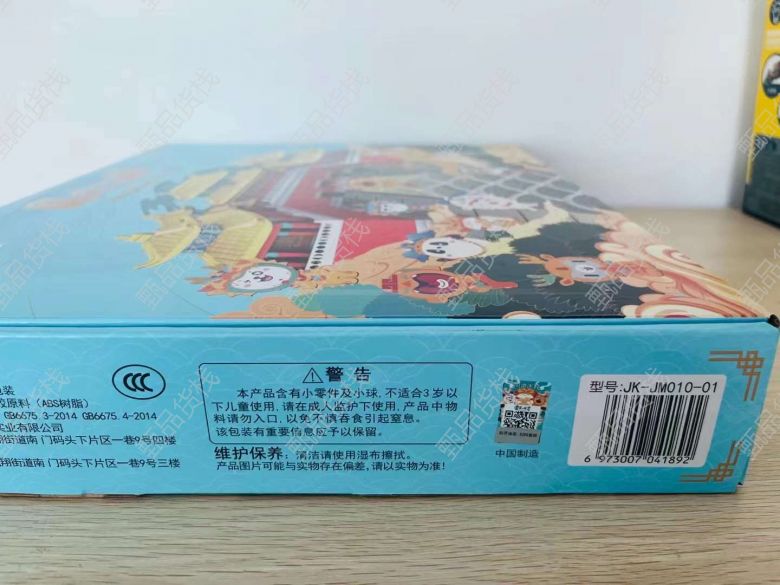 包装
胶原料（ABS树脂）
GB6675.3-2014 GB6675.4-2014
实业有限公司
翔街道南门码头下片区一巷9号四楼
翔街道南门码头下片区一巷9号三楼
CCC
警告
本产品含有小零件及小球，不适合3岁以
下儿童使用，请在成人监护下使用，产品中物
料请勿入口，以免不慎吞食引起窒息。
该包装有重要信息应予以保留。
维护保养：清洁请使用湿布擦拭。
产品图片可能与实物存在偏差，请以实物为准！
中国制造
型号：JK-JM010-01
6 973007 041892
甄品货栈